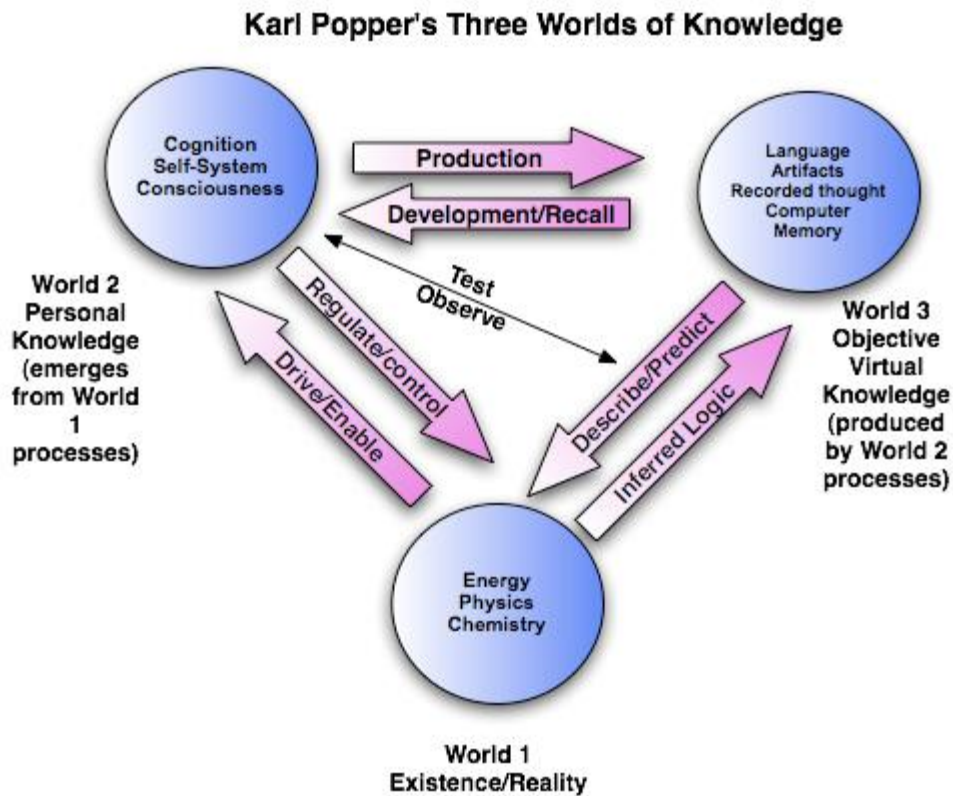 Karl Popper's Three Worlds of Knowledge
Cognition
Self-System
Consciousness
Production
Development/Recall
Language
Artifacts
Recorded thought
Computer
Memory
Test
Observe
World 2
Personal
Knowledge
(emerges
from World
1
processes)
Regulate/control
Drive/Enable
Describe/Predict
Inferred Logic
World 3
Objective
Virtual
Knowledge
(produced
by World 2
processes)
Energy
Physics
Chemistry
World 1
Existence/Reality